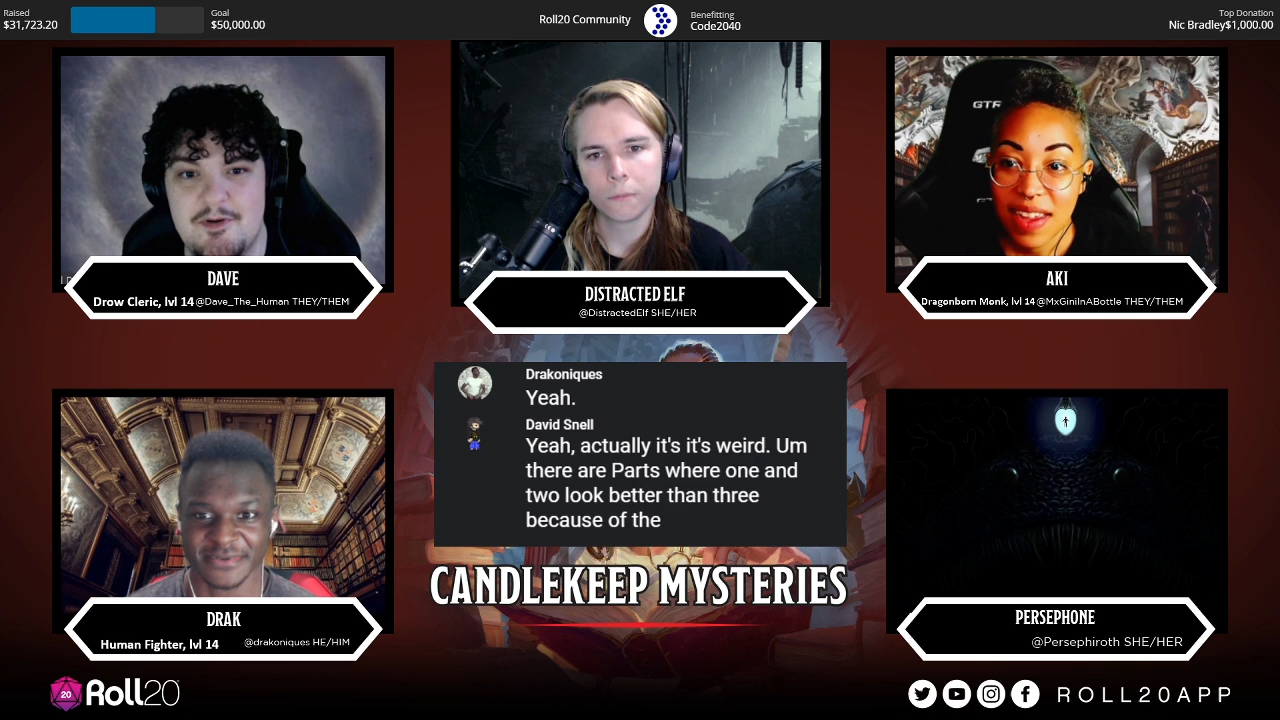 Raised
$31,723.20
Goal
$50,000.00
Roll20 Community
Benefitting
Code2040
Top Donation
Nic Bradley$1,000.00
GTR
DAVE
Drow Cleric, lvl 14 @Dave_The_Human THEY/THEM
DISTRACTED ELF
@DistractedElf SHE/HER
AKI
Dragonborn Monk, lvl 14 @MxGiniInABottle THEY/THEM
Drakoniques
Yeah.
David Snell
Yeah, actually it's it's weird. Um
there are Parts where one and
two look better than three
because of the
CANDLEKEEP MYSTERIES
DRAK
Human Fighter, lvl 14 @drakoniques HE/HIM
PERSEPHONE
@Persephiroth SHE/HER
20 Roll20
ROLL20APP